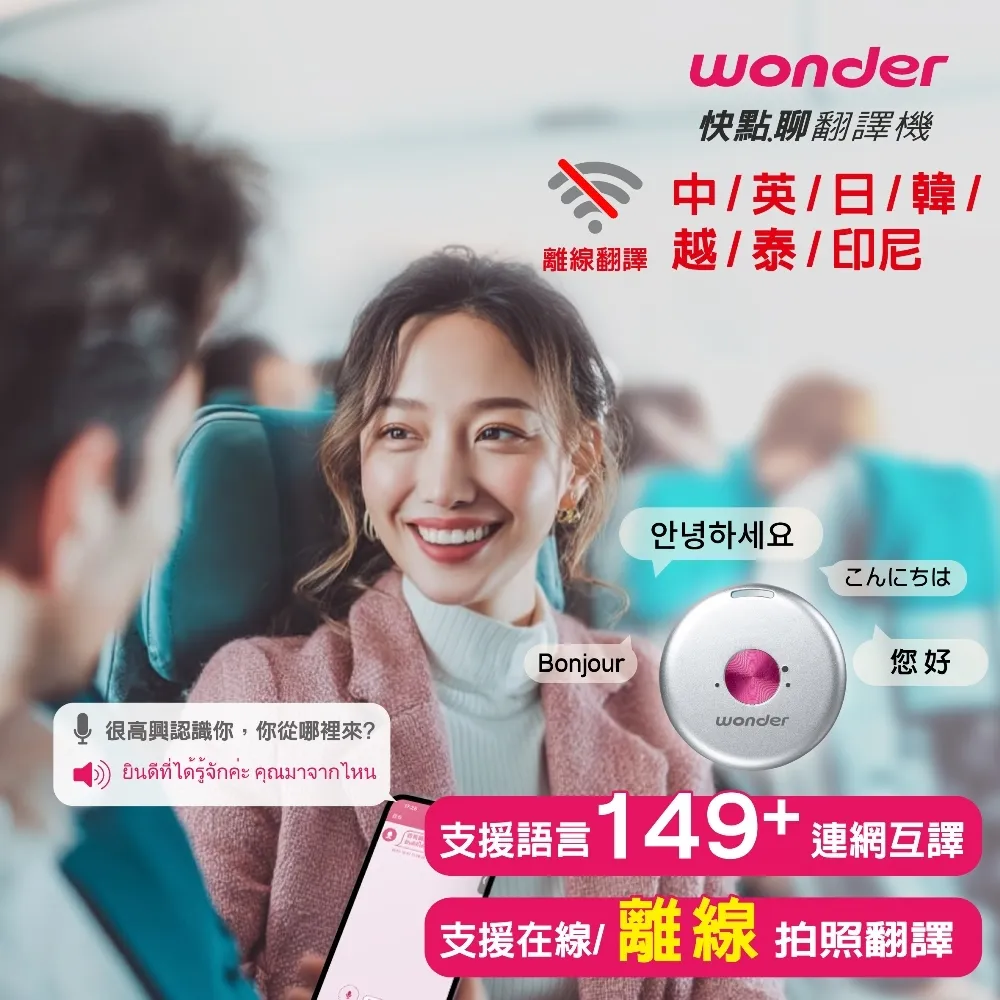 wonder
快點聊翻譯機
離線翻譯
中/英/日/韓/
越/泰/印尼
안녕하세요
こんにちは
Bonjour
您好
wonder
很高興認識你，你從哪裡來?
ยินดีที่ได้รู้จักค่ะ คุณมาจากไหน
支援語言149+連網互譯
支援在線/離線拍照翻譯